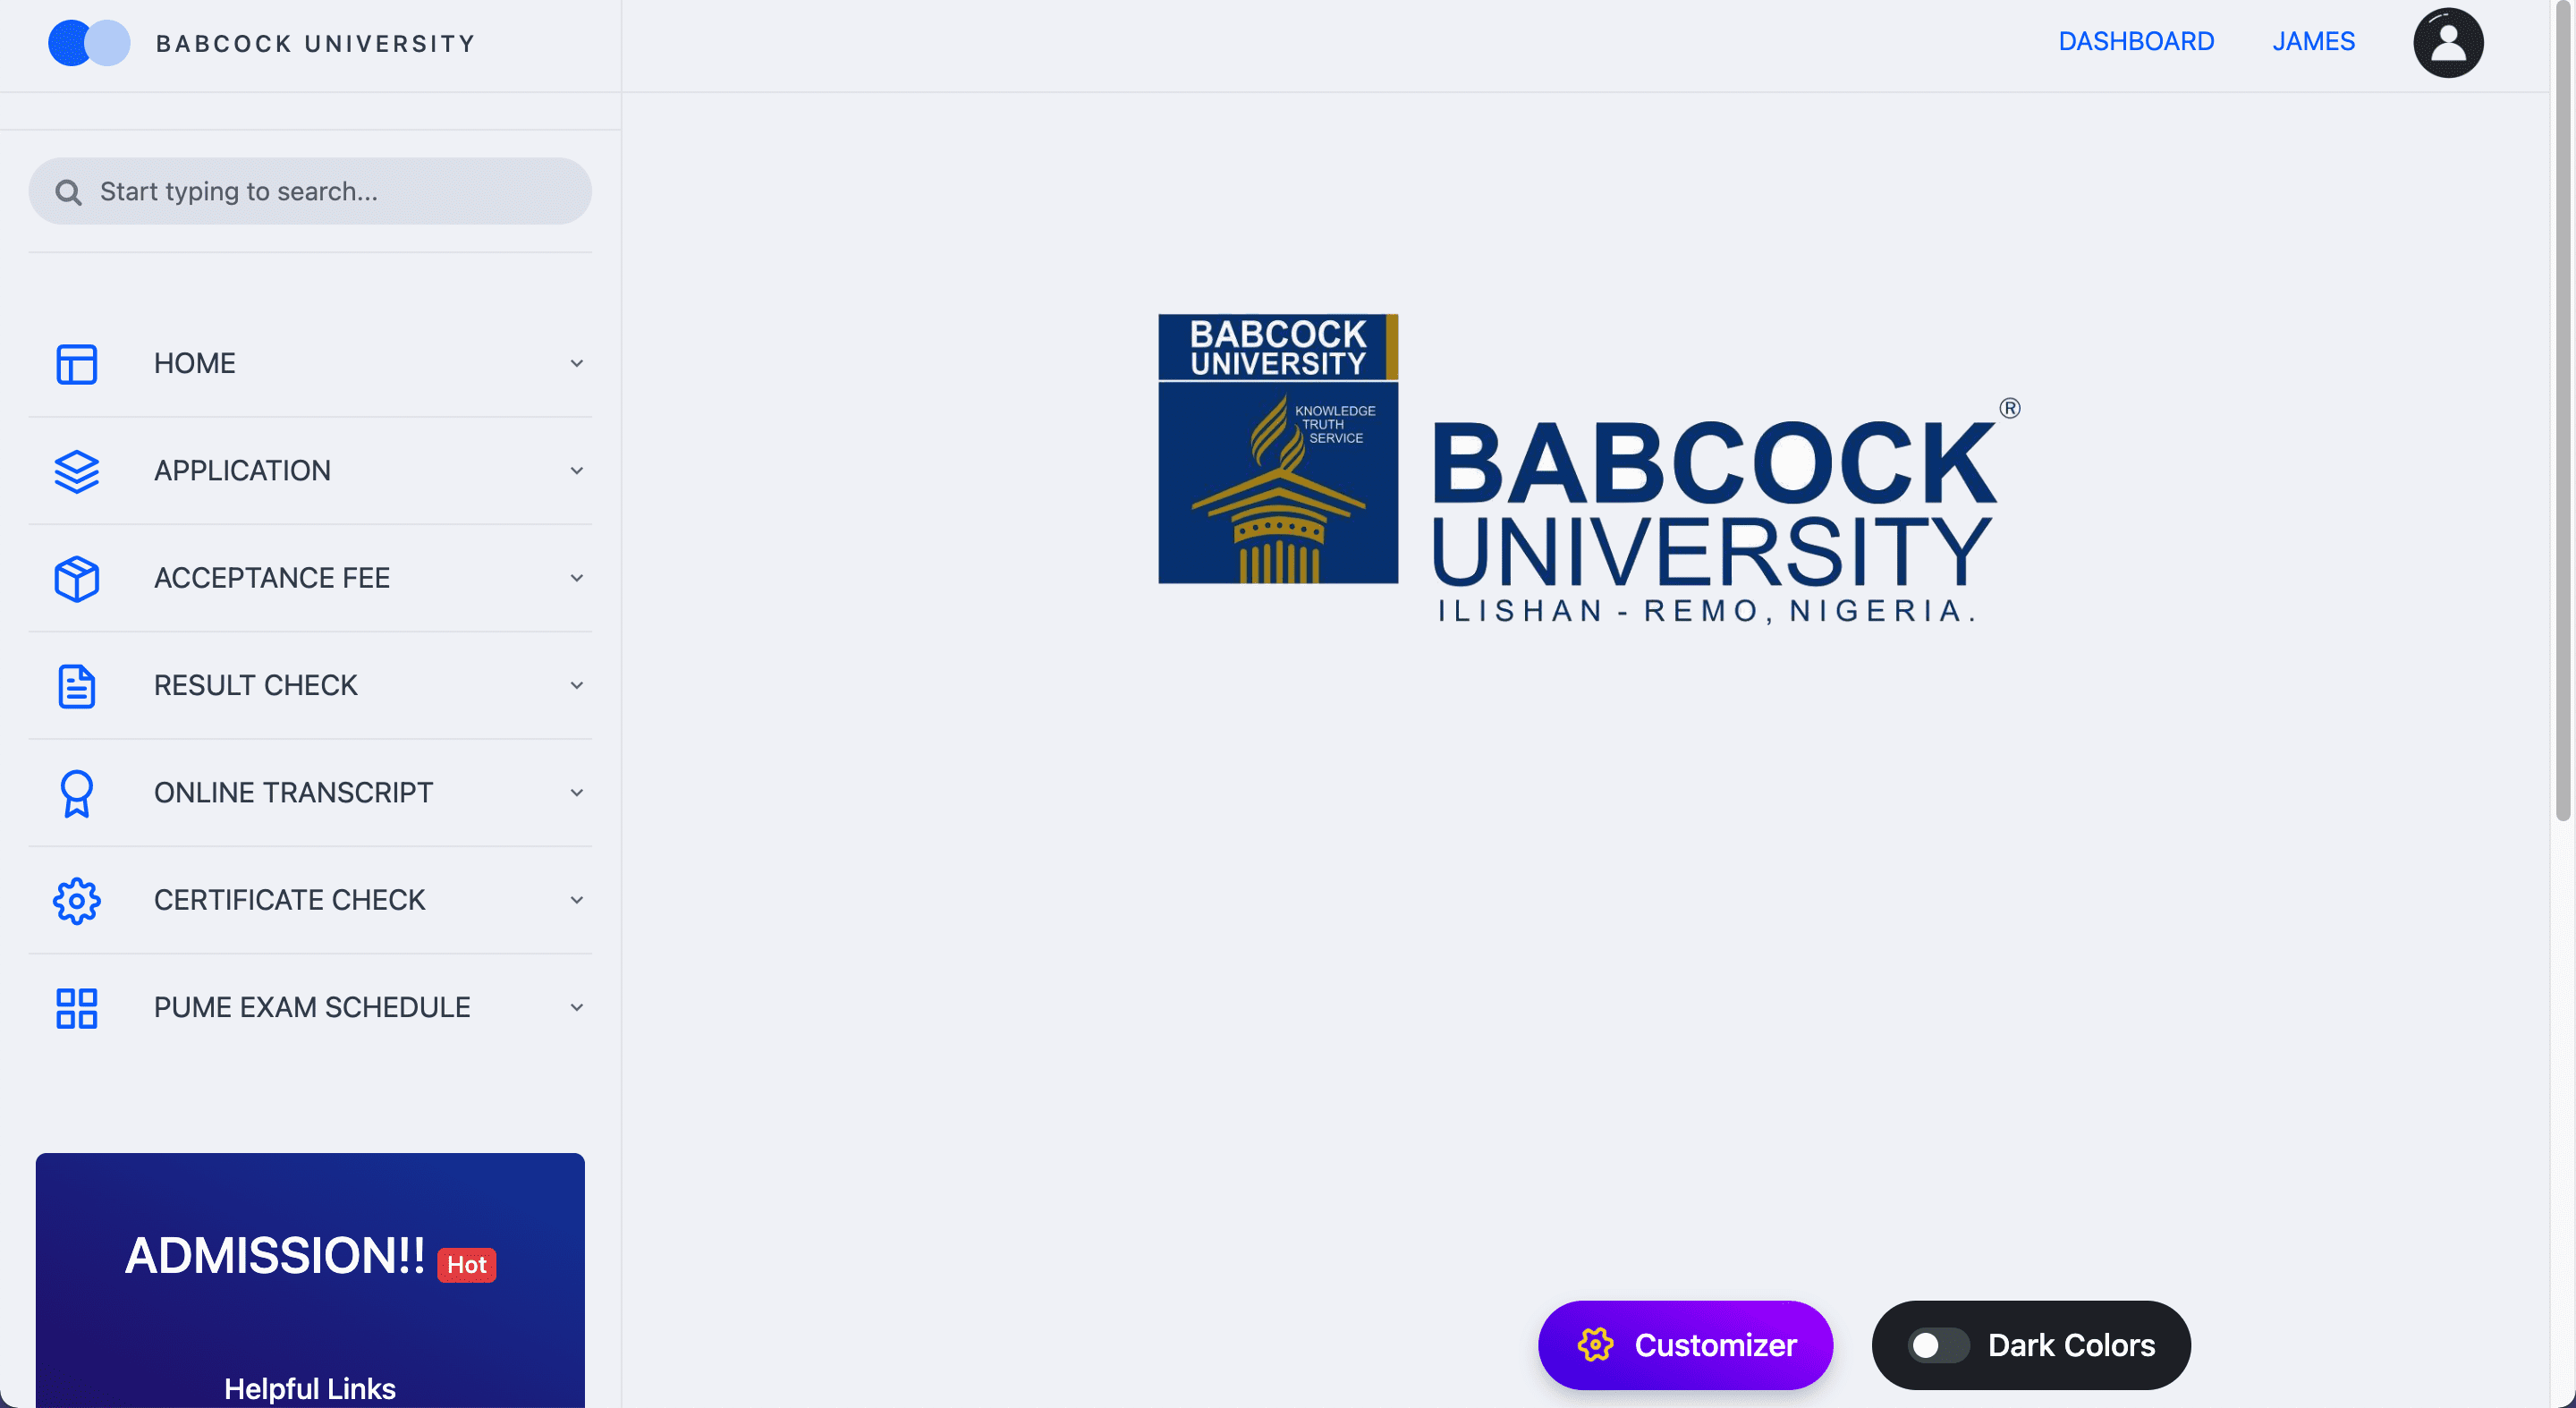 BABCOCK UNIVERSITY
DASHBOARD
JAMES
Start typing to search...
HOME
APPLICATION
ACCEPTANCE FEE
RESULT CHECK
ONLINE TRANSCRIPT
CERTIFICATE CHECK
PUME EXAM SCHEDULE
ADMISSION!! Hot
Helpful Links
BABCOCK
UNIVERSITY
KNOWLEDGE
TRUTH
SERVICE
BABCOCK®
UNIVERSITY
ILISHAN - REMO, NIGERIA.
Customizer
Dark Colors